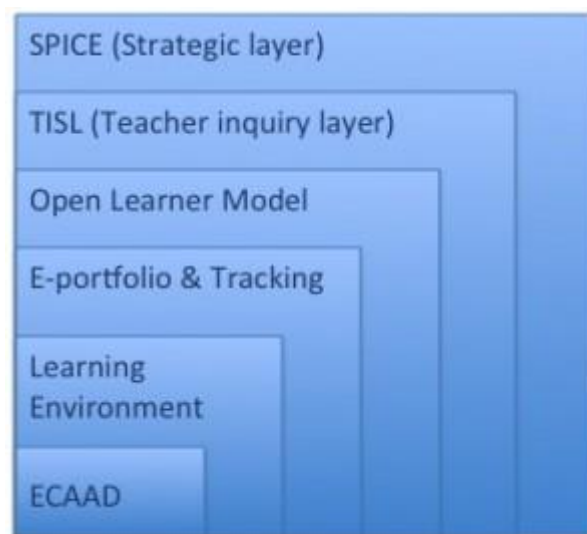 SPICE (Strategic layer)
TISL (Teacher inquiry layer)
Open Learner Model
E-portfolio & Tracking
Learning
Environment
ECAAD